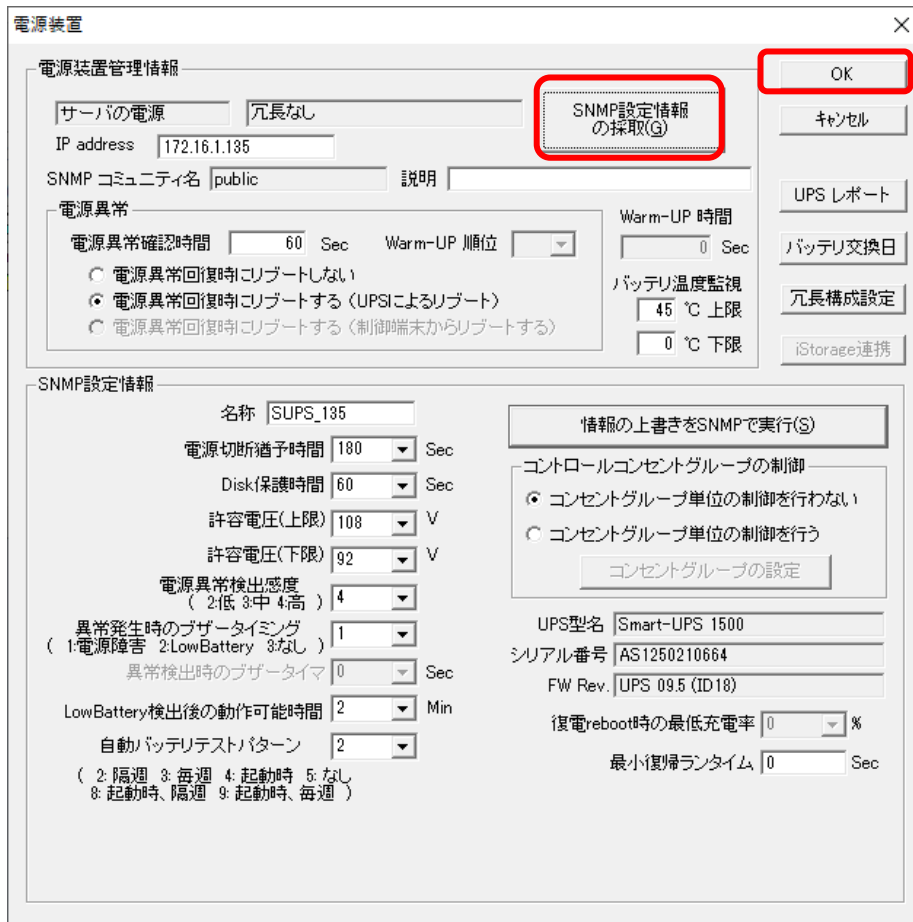 電源装置
電源装置管理情報
OK
サーバの電源 冗長なし
SNMP設定情報
の採取(G)
キャンセル
IP address 172.16.1.135
SNMP コミュニティ名 public 説明
UPS レポート
電源異常
Warm-UP 時間
電源異常確認時間 60 Sec Warm-UP 順位
0 Sec
バッテリ交換日
電源異常回復時にリブートしない
バッテリ温度監視
電源異常回復時にリブートする (UPSによるリブート)
45 ℃ 上限
冗長構成設定
電源異常回復時にリブートする (制御端末からリブートする)
0 ℃ 下限
iStorage連携
SNMP設定情報
名称 SUPS_135
情報の上書きをSNMPで実行(S)
電源切断猶予時間 180 Sec
コントロールコンセントグループの制御
Disk保護時間 60 Sec
コンセントグループ単位の制御を行わない
許容電圧(上限) 108 V
コンセントグループ単位の制御を行う
許容電圧(下限) 92 V
コンセントグループの設定
電源異常検出感度
( 2:低 3:中 4:高 ) 4
異常発生時のブザータイミング
( 1:電源障害 2:LowBattery 3:なし ) 1
UPS型名 Smart-UPS 1500
シリアル番号 AS1250210664
異常検出時のブザータイマ 0 Sec
FW Rev. UPS 09.5 (ID18)
LowBattery検出後の動作可能時間 2 Min
復電reboot時の最低充電率 0 %
自動バッテリテストパターン 2
最小復帰ランタイム 0 Sec
( 2: 隔週 3: 毎週 4: 起動時 5: なし
8: 起動時、隔週 9: 起動時、毎週 )